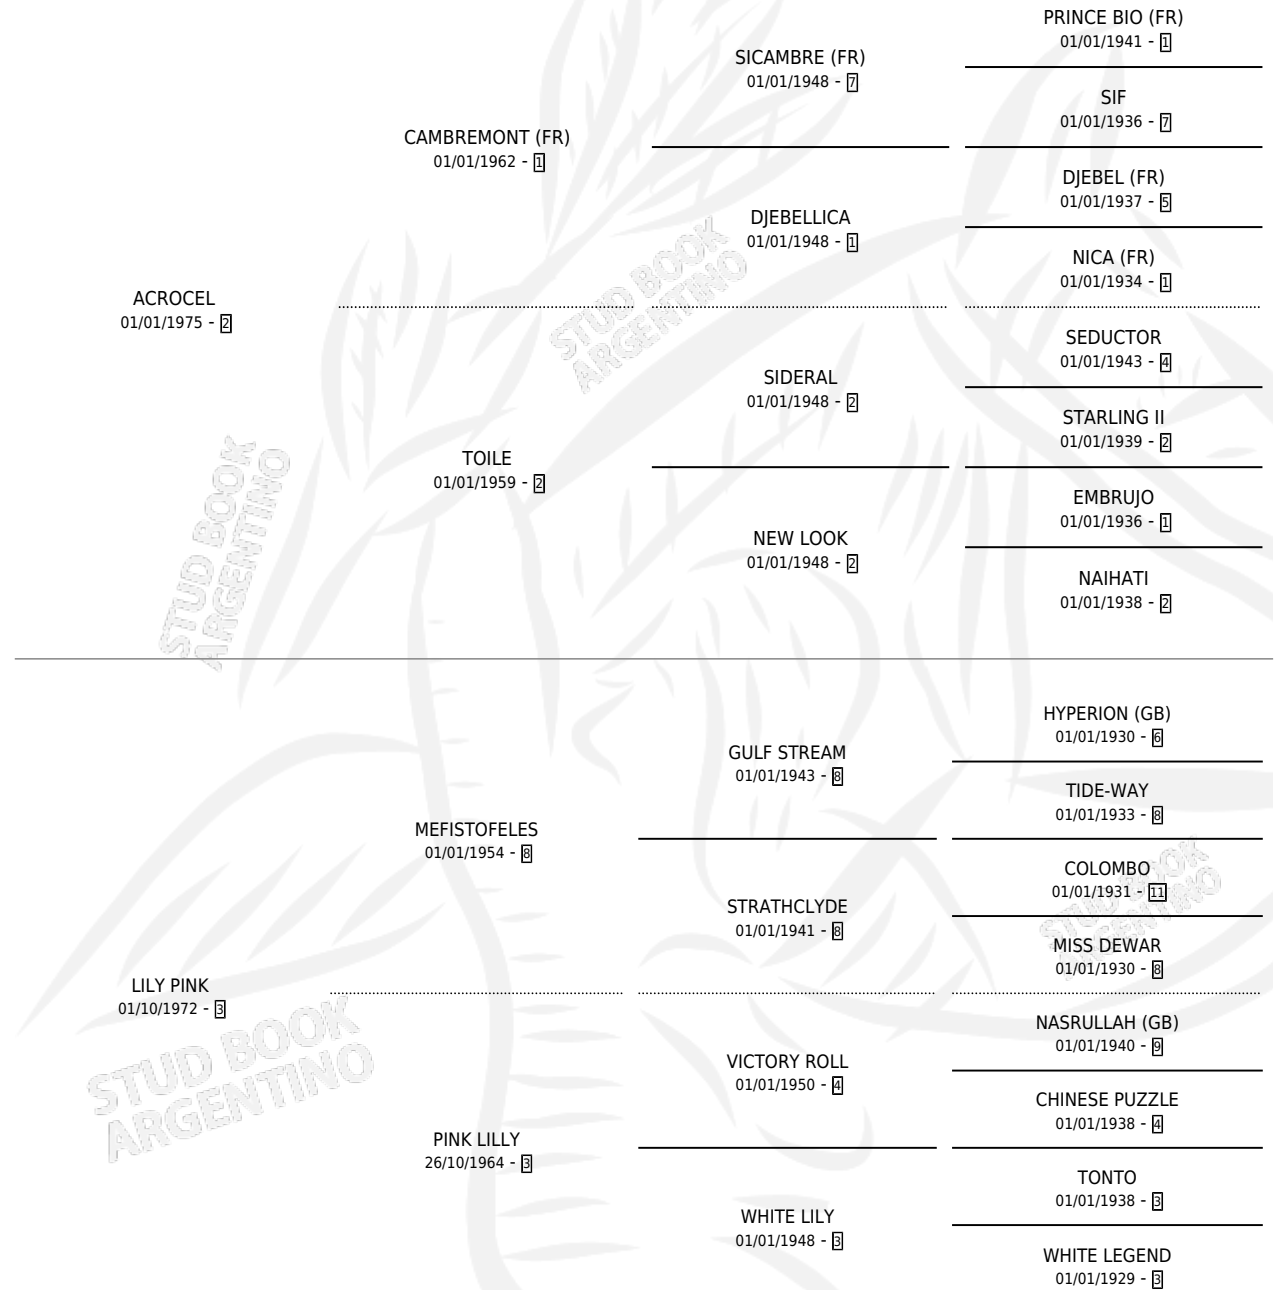 PRINCE BIO (FR)
01/01/1941 - 1
SICAMBRE (FR)
01/01/1948 - 7
SIF
01/01/1936 - 7
CAMBREMONT (FR)
01/01/1962 - 1
DJEBEL (FR)
01/01/1937 - 5
DJEBELLICA
01/01/1948 - 1
NICA (FR)
01/01/1934 - 1
ACROCEL
01/01/1975 - 2
SEDUCTOR
01/01/1943 - 4
SIDERAL
01/01/1948 - 2
STARLING II
01/01/1939 - 2
TOILE
01/01/1959 - 2
EMBRUJO
01/01/1936 - 1
NEW LOOK
01/01/1948 - 2
NAIHATI
01/01/1938 - 2
STUD BOOK
ARGENTINO
STUD BOOK
ARGENTINO
HYPERION (GB)
01/01/1930 - 6
GULF STREAM
01/01/1943 - 8
TIDE-WAY
01/01/1933 - 8
MEFISTOFELES
01/01/1954 - 8
COLOMBO
01/01/1931 - 11
STRATHCLYDE
01/01/1941 - 8
MISS DEWAR
01/01/1930 - 8
STUD BOOK
ARGENTINO
LILY PINK
01/10/1972 - 3
NASRULLAH (GB)
01/01/1940 - 9
VICTORY ROLL
01/01/1950 - 4
CHINESE PUZZLE
01/01/1938 - 4
PINK LILLY
26/10/1964 - 3
TONTO
01/01/1938 - 3
WHITE LILY
01/01/1948 - 3
WHITE LEGEND
01/01/1929 - 3
STUD BOOK
ARGENTINO